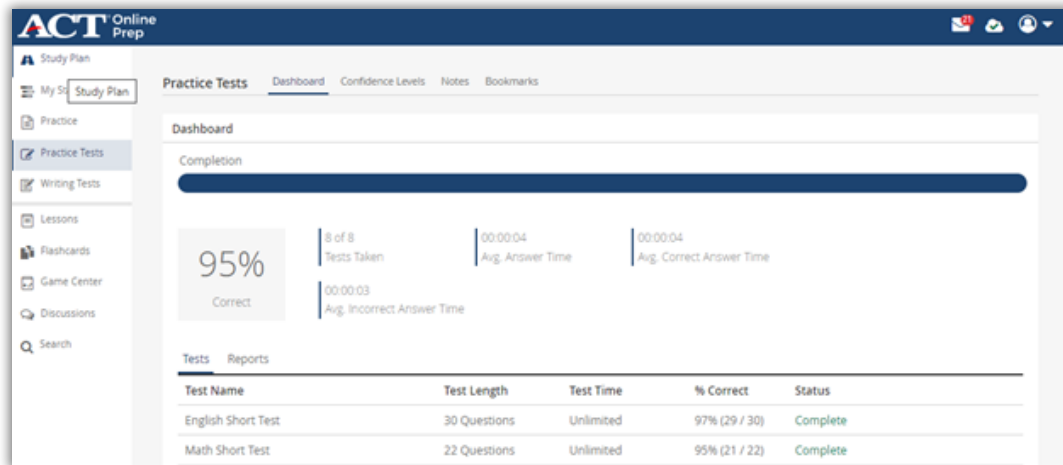 ACT Online Prep
21
Study Plan
My St
Study Plan
Practice
Practice Tests
Writing Tests
Lessons
Flashcards
Game Center
Discussions
Search
Practice Tests Dashboard Confidence Levels Notes Bookmarks
Dashboard
Completion
95%
Correct
8 of 8
Tests Taken
00:00:04
Avg. Answer Time
00:00:04
Avg. Correct Answer Time
00:00:03
Avg. Incorrect Answer Time
Tests Reports
Test Name Test Length Test Time % Correct Status
English Short Test 30 Questions Unlimited 97% (29 / 30) Complete
Math Short Test 22 Questions Unlimited 95% (21 / 22) Complete